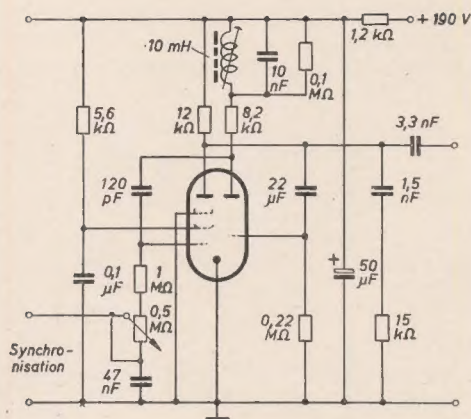 + 190 V
1,2 kΩ
10 mH
10
nF
0,1
MΩ
5,6
kΩ
12
kΩ
8,2
kΩ
3,3 nF
120
pF
22
µF
1,5
nF
0,1
µF
1
MΩ
+
50
µF
0,5
MΩ
0,22
MΩ
15
kΩ
Synchro-
nisation
47
nF